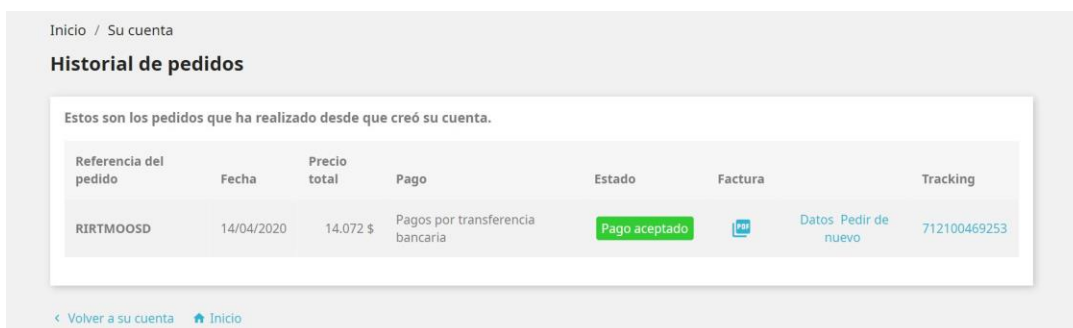 Inicio / Su cuenta
Historial de pedidos
Estos son los pedidos que ha realizado desde que creó su cuenta.
Referencia del pedido Fecha Precio total Pago Estado Factura Tracking
RIRTMOOSD 14/04/2020 14.072 $ Pagos por transferencia bancaria Pago aceptado PDF Datos Pedir de nuevo 712100469253
Volver a su cuenta Inicio